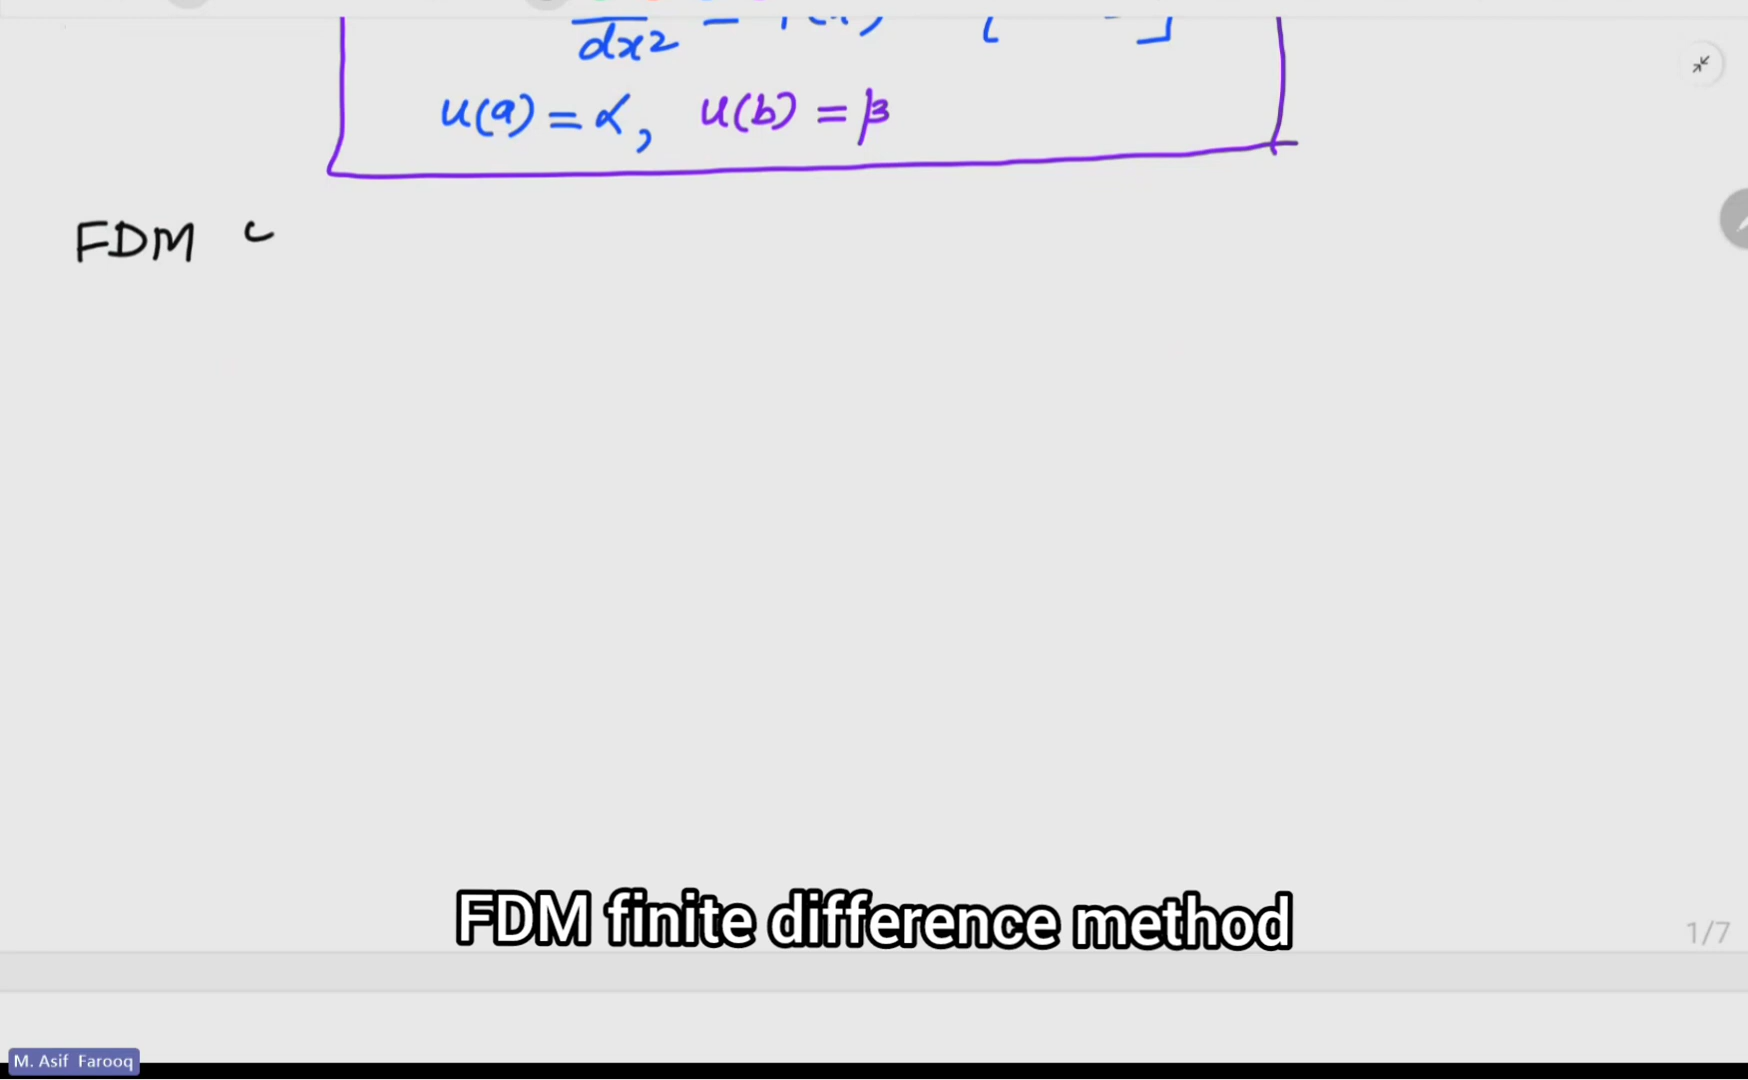 dx2 =
u(a) = α, u(b) = β
FDM
FDM finite difference method
1/7
M. Asif Farooq